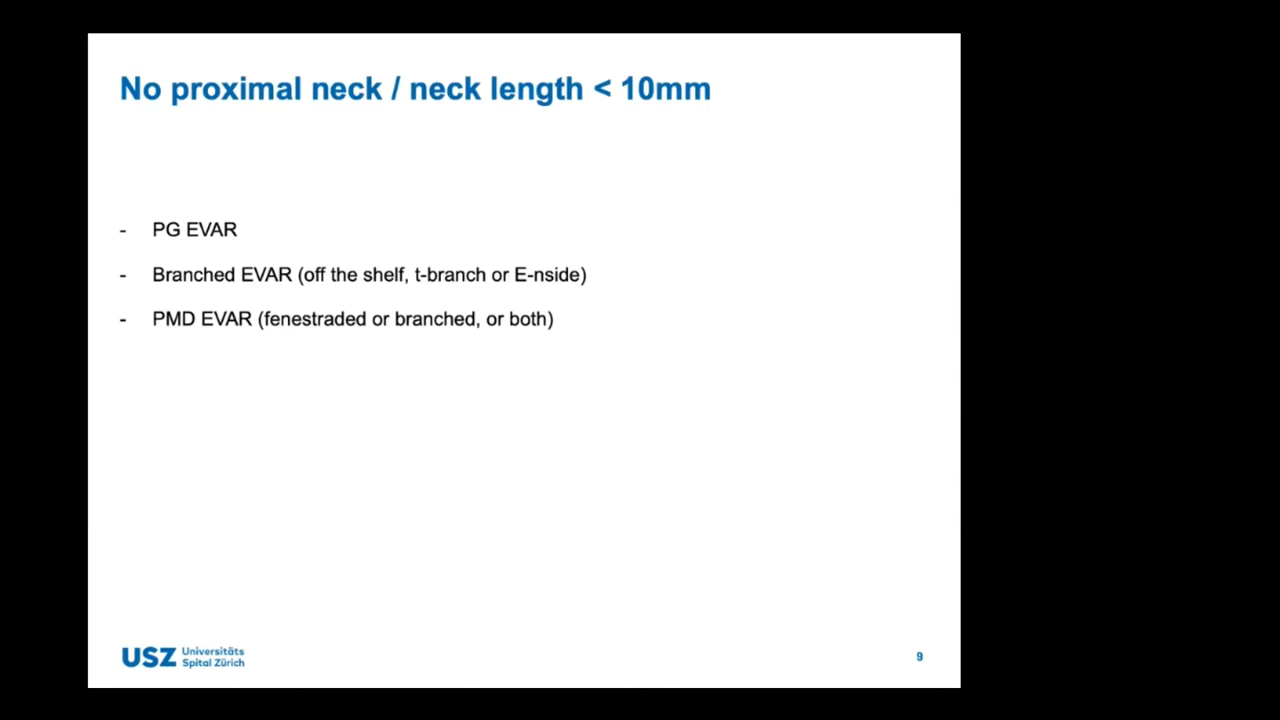 No proximal neck / neck length < 10mm
- PG EVAR
- Branched EVAR (off the shelf, t-branch or E-nside)
- PMD EVAR (fenestraded or branched, or both)
USZ Universitäts
Spital Zürich
9